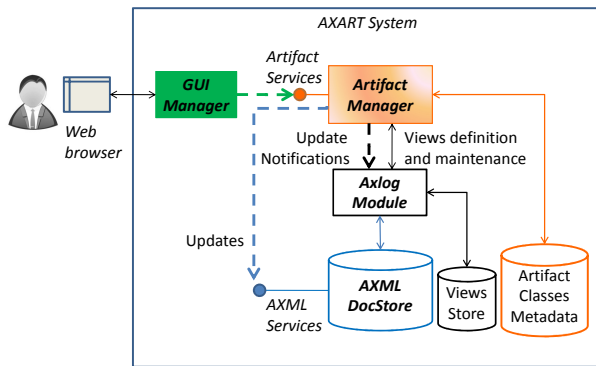 AXART System
Artifact
Services
GUI
Manager
Artifact
Manager
Web
browser
Update
Notifications
Views definition
and maintenance
Axlog
Module
Updates
AXML
Services
AXML
DocStore
Views
Store
Artifact
Classes
Metadata